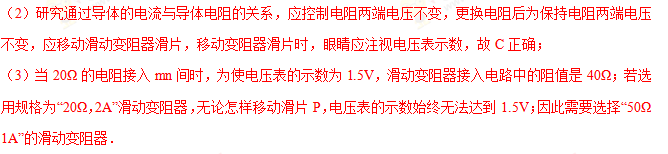 （2）研究通过导体的电流与导体电阻的关系，应控制电阻两端电压不变，更换电阻后为保持电阻两端电压
不变，应移动滑动变阻器滑片，移动变阻器滑片时，眼睛应注视电压表示数，故 C 正确；
（3）当 20Ω 的电阻接入 mn 间时，为使电压表的示数为 1.5V，滑动变阻器接入电路中的阻值是 40Ω；若选
用规格为“20Ω，2A”滑动变阻器，无论怎样移动滑片 P，电压表的示数始终无法达到 1.5V；因此需要选择“50Ω
1A”的滑动变阻器．